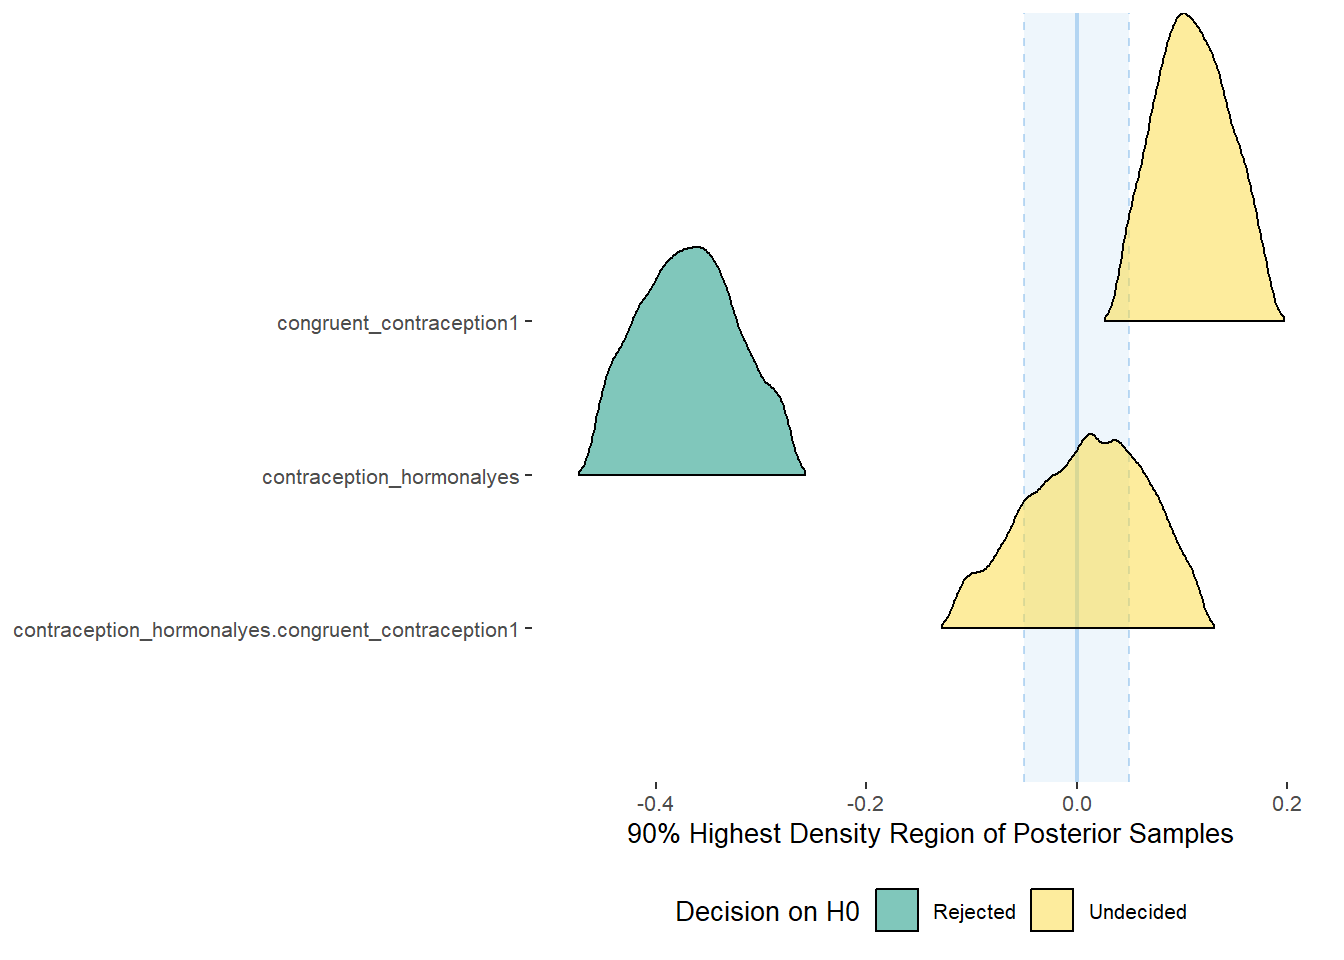 congruent_contraception1
contraception_hormonalyes
contraception_hormonalyes.congruent_contraception1
-0.4 -0.2 0.0 0.2
90% Highest Density Region of Posterior Samples
Decision on H0 Rejected Undecided